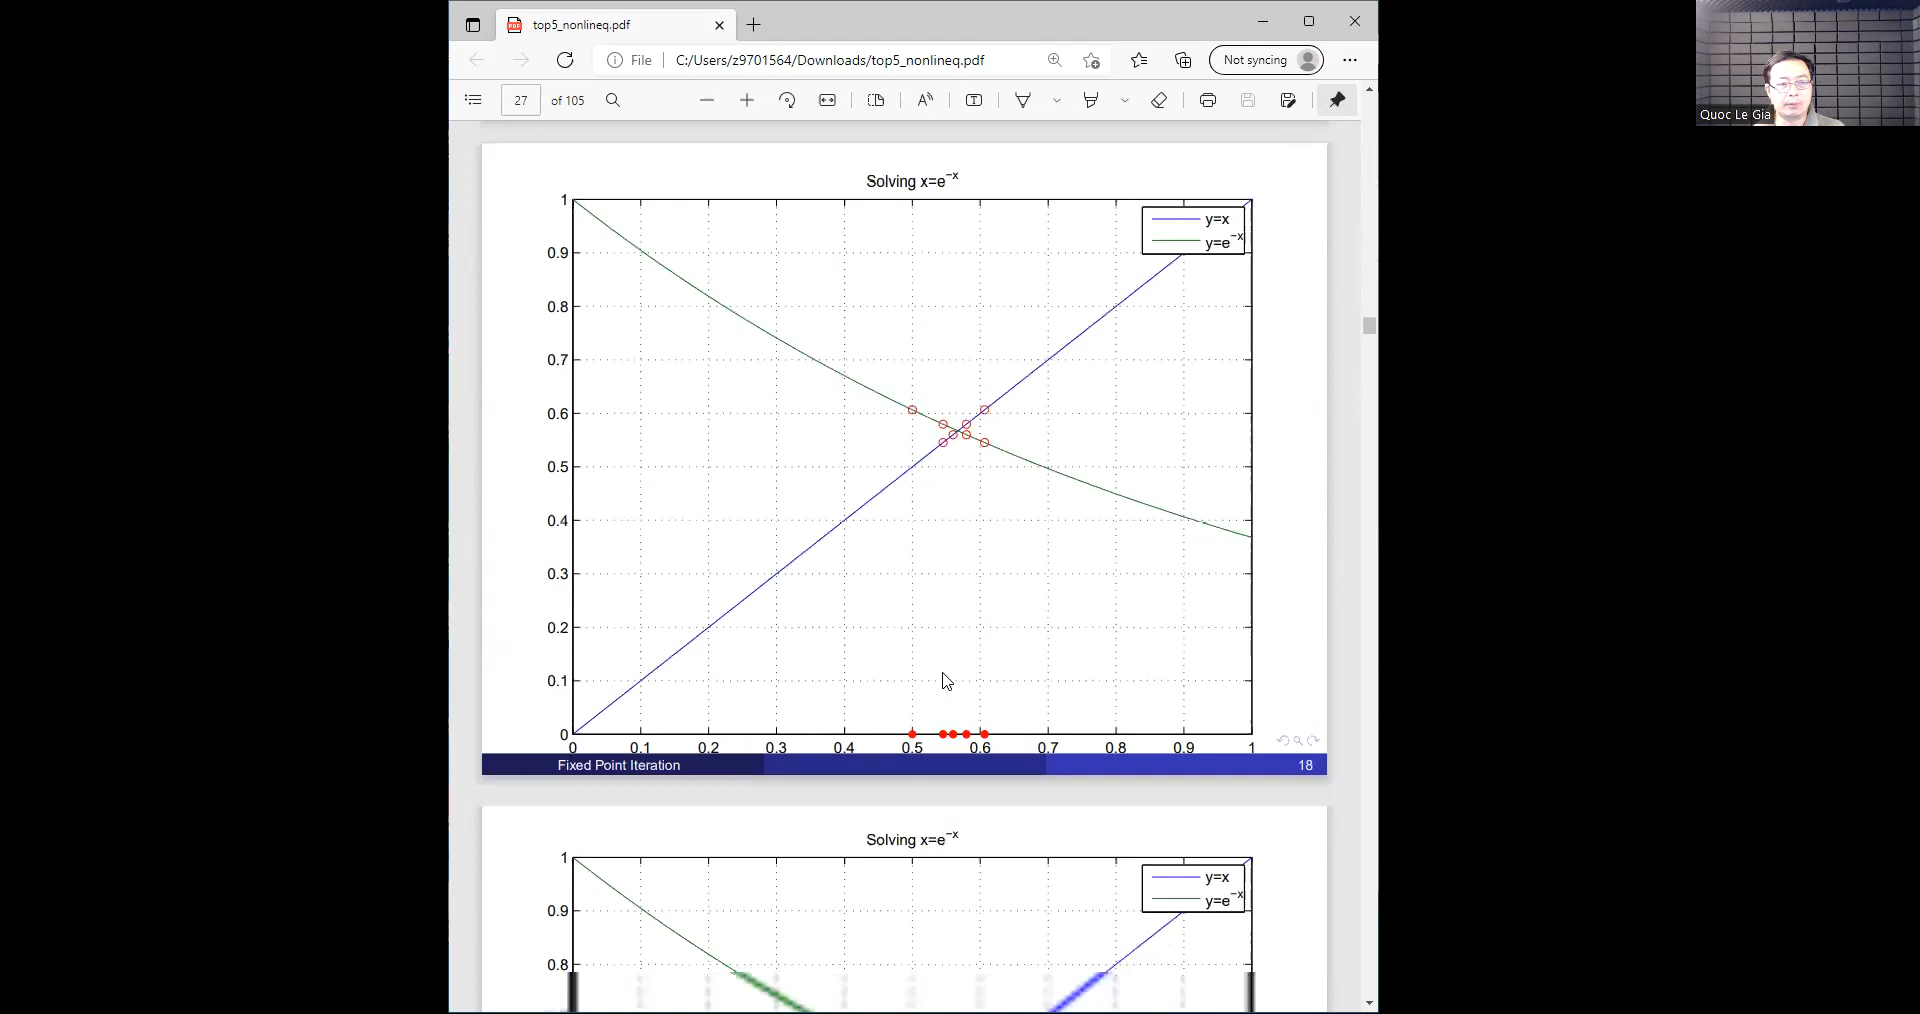 top5_nonlineq.pdf
File C:/Users/z9701564/Downloads/top5_nonlineq.pdf Not syncing
27 of 105
Quoc Le Gia
Solving x=e^{-x}
y=x
y=e^{-x}
1
0.9
0.8
0.7
0.6
0.5
0.4
0.3
0.2
0.1
0
0 0.1 0.2 0.3 0.4 0.5 0.6 0.7 0.8 0.9 1
Fixed Point Iteration 18
Solving x=e^{-x}
y=x
y=e^{-x}
1
0.9
0.8